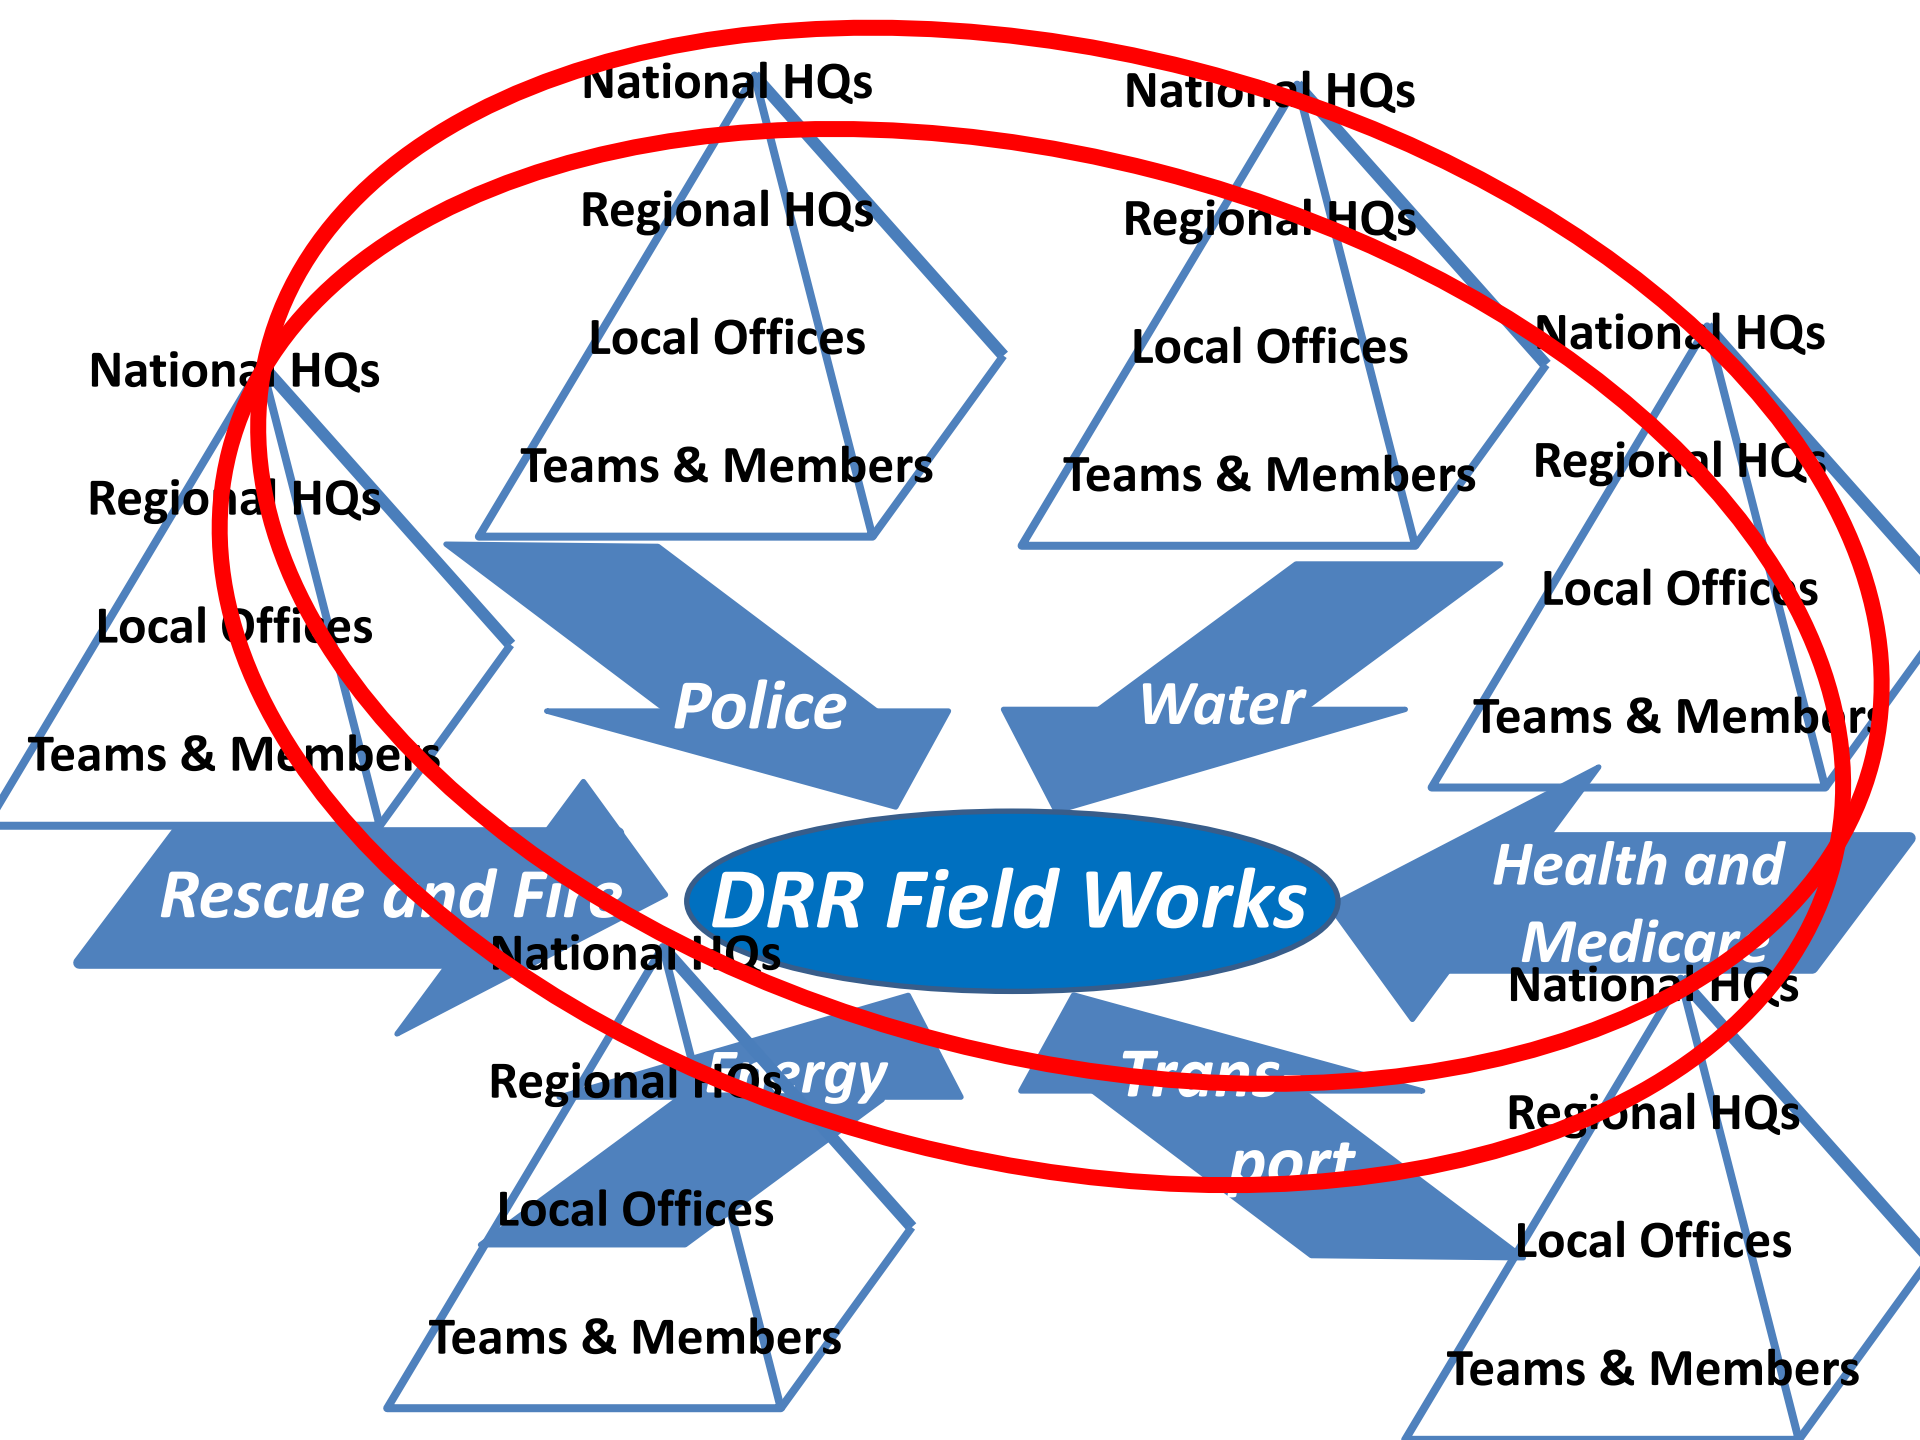 National HQs
Regional HQs
Local Offices
Teams & Members
National HQs
Regional HQs
Local Offices
Teams & Members
National HQs
Regional HQs
Local Offices
Teams & Members
National HQs
Regional HQs
Local Offices
Teams & Members
Police
Water
Rescue and Fire
DRR Field Works
Health and
Medicare
Energy
Trans-
port
National HQs
Regional HQs
Local Offices
Teams & Members
National HQs
Regional HQs
Local Offices
Teams & Members